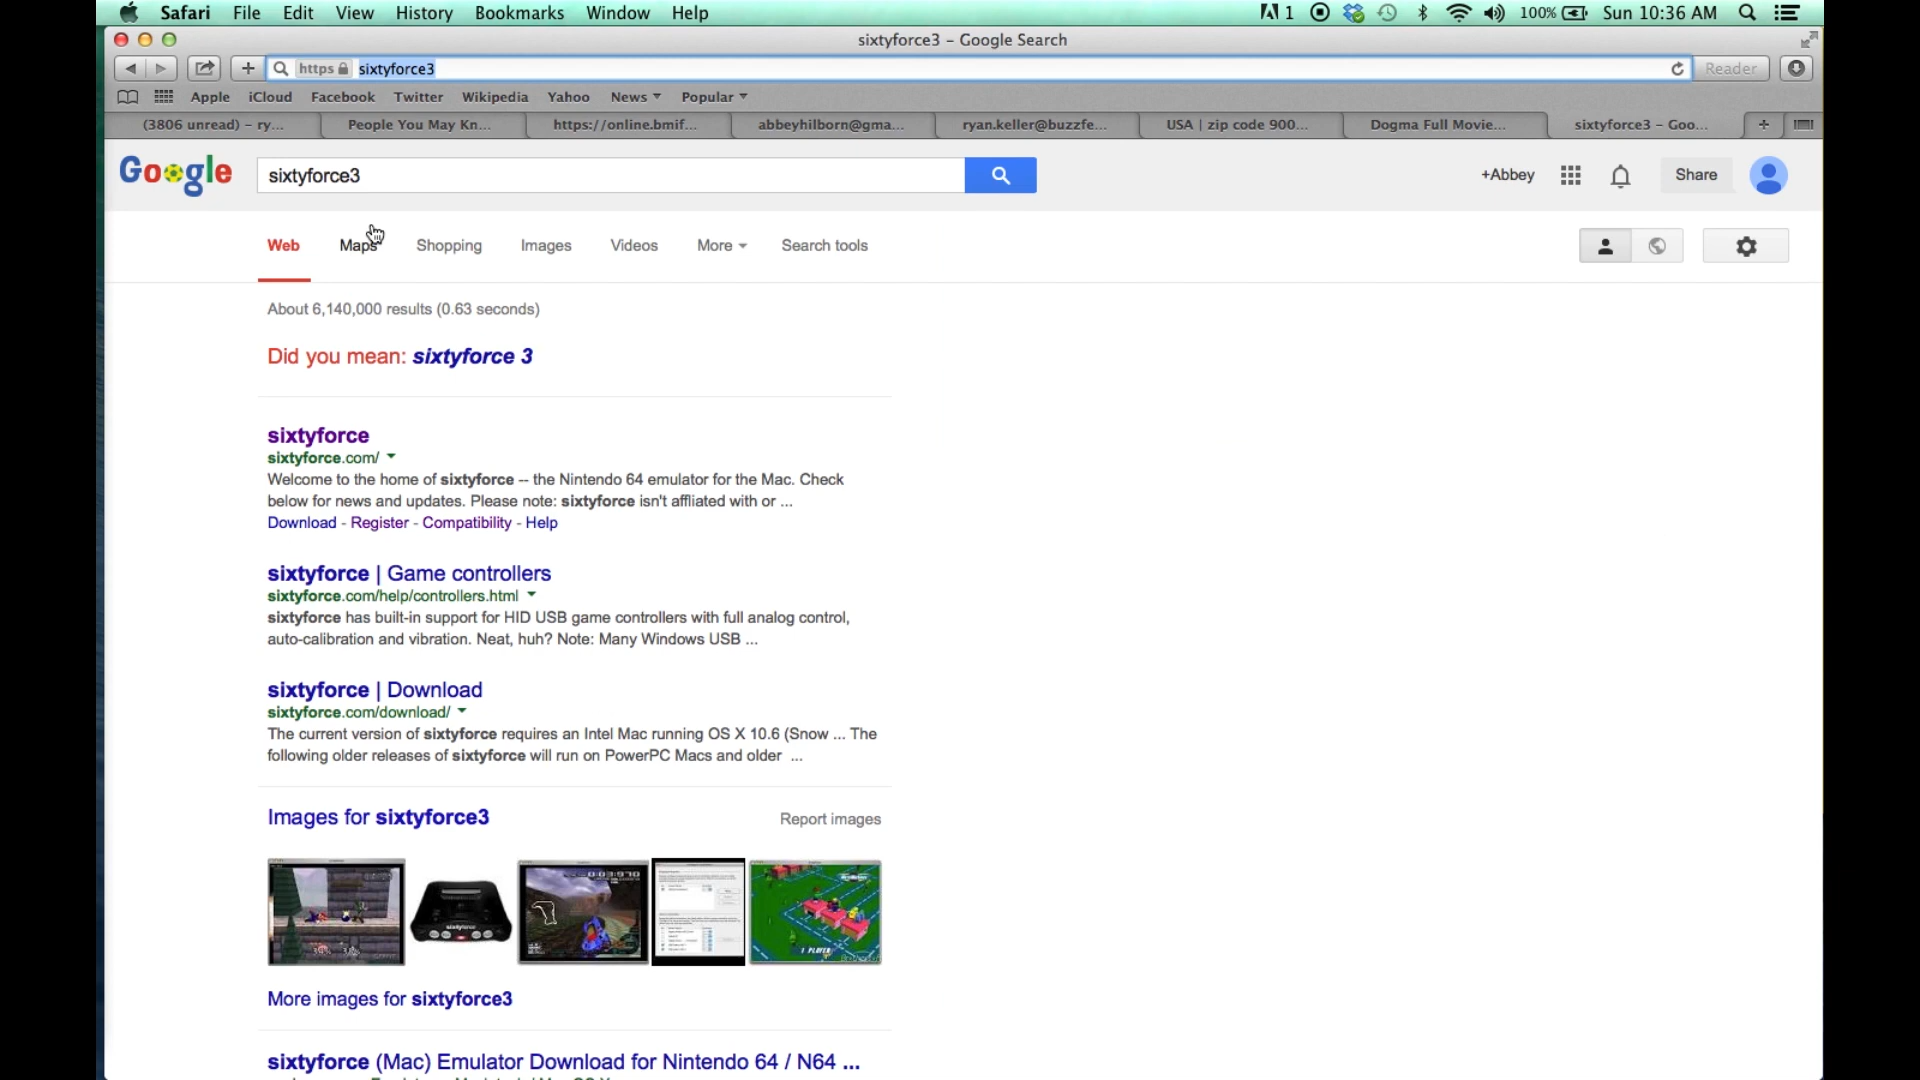 Safari File Edit View History Bookmarks Window Help
1 100% Sun 10:36 AM
sixtyforce3 – Google Search
https sixtyforce3
Reader
Apple iCloud Facebook Twitter Wikipedia Yahoo News Popular
(3806 unread) – ry... People You May Kn... https://online.bmif... abbeyhilborn@gma... ryan.keller@buzzfe... USA | zip code 900... Dogma Full Movie... sixtyforce3 – Goo...
Google sixtyforce3 +Abbey Share
Web Maps Shopping Images Videos More Search tools
About 6,140,000 results (0.63 seconds)
Did you mean: sixtyforce 3
sixtyforce
sixtyforce.com/
Welcome to the home of sixtyforce -- the Nintendo 64 emulator for the Mac. Check
below for news and updates. Please note: sixtyforce isn't affliated with or ...
Download - Register - Compatibility - Help
sixtyforce | Game controllers
sixtyforce.com/help/controllers.html
sixtyforce has built-in support for HID USB game controllers with full analog control,
auto-calibration and vibration. Neat, huh? Note: Many Windows USB ...
sixtyforce | Download
sixtyforce.com/download/
The current version of sixtyforce requires an Intel Mac running OS X 10.6 (Snow ... The
following older releases of sixtyforce will run on PowerPC Macs and older ...
Images for sixtyforce3
Report images
0:03:970
sixtyforce
1 PLAYER
More images for sixtyforce3
sixtyforce (Mac) Emulator Download for Nintendo 64 / N64 ...